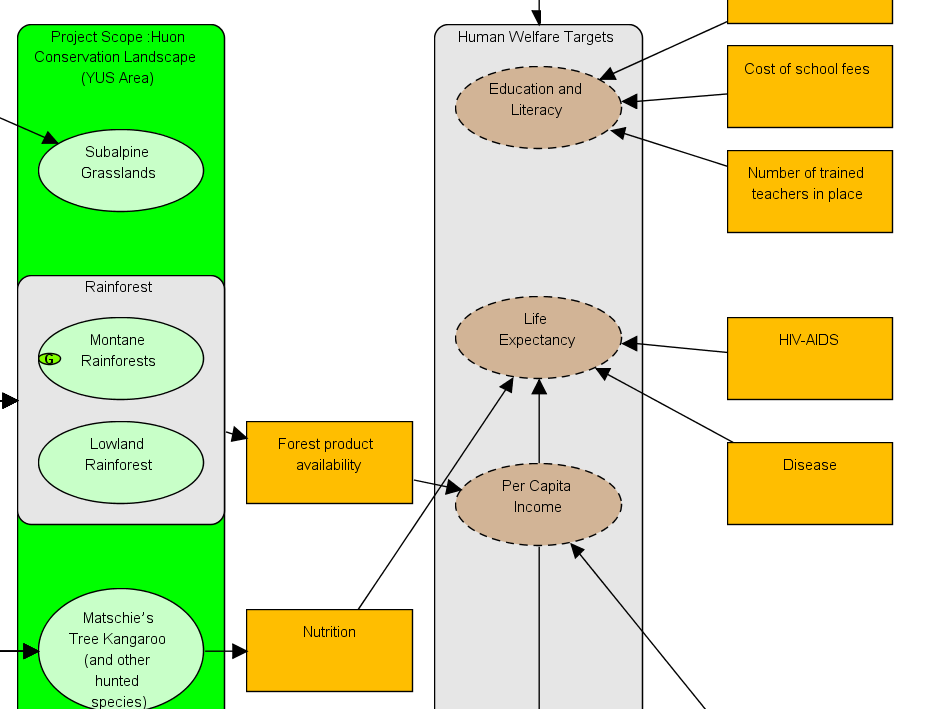 Project Scope :Huon
Conservation Landscape
(YUS Area)
Subalpine
Grasslands
Rainforest
Montane
Rainforests
G
Lowland
Rainforest
Matschie's
Tree Kangaroo
(and other
hunted
species)
Forest product
availability
Nutrition
Human Welfare Targets
Education and
Literacy
Life
Expectancy
Per Capita
Income
Cost of school fees
Number of trained
teachers in place
HIV-AIDS
Disease